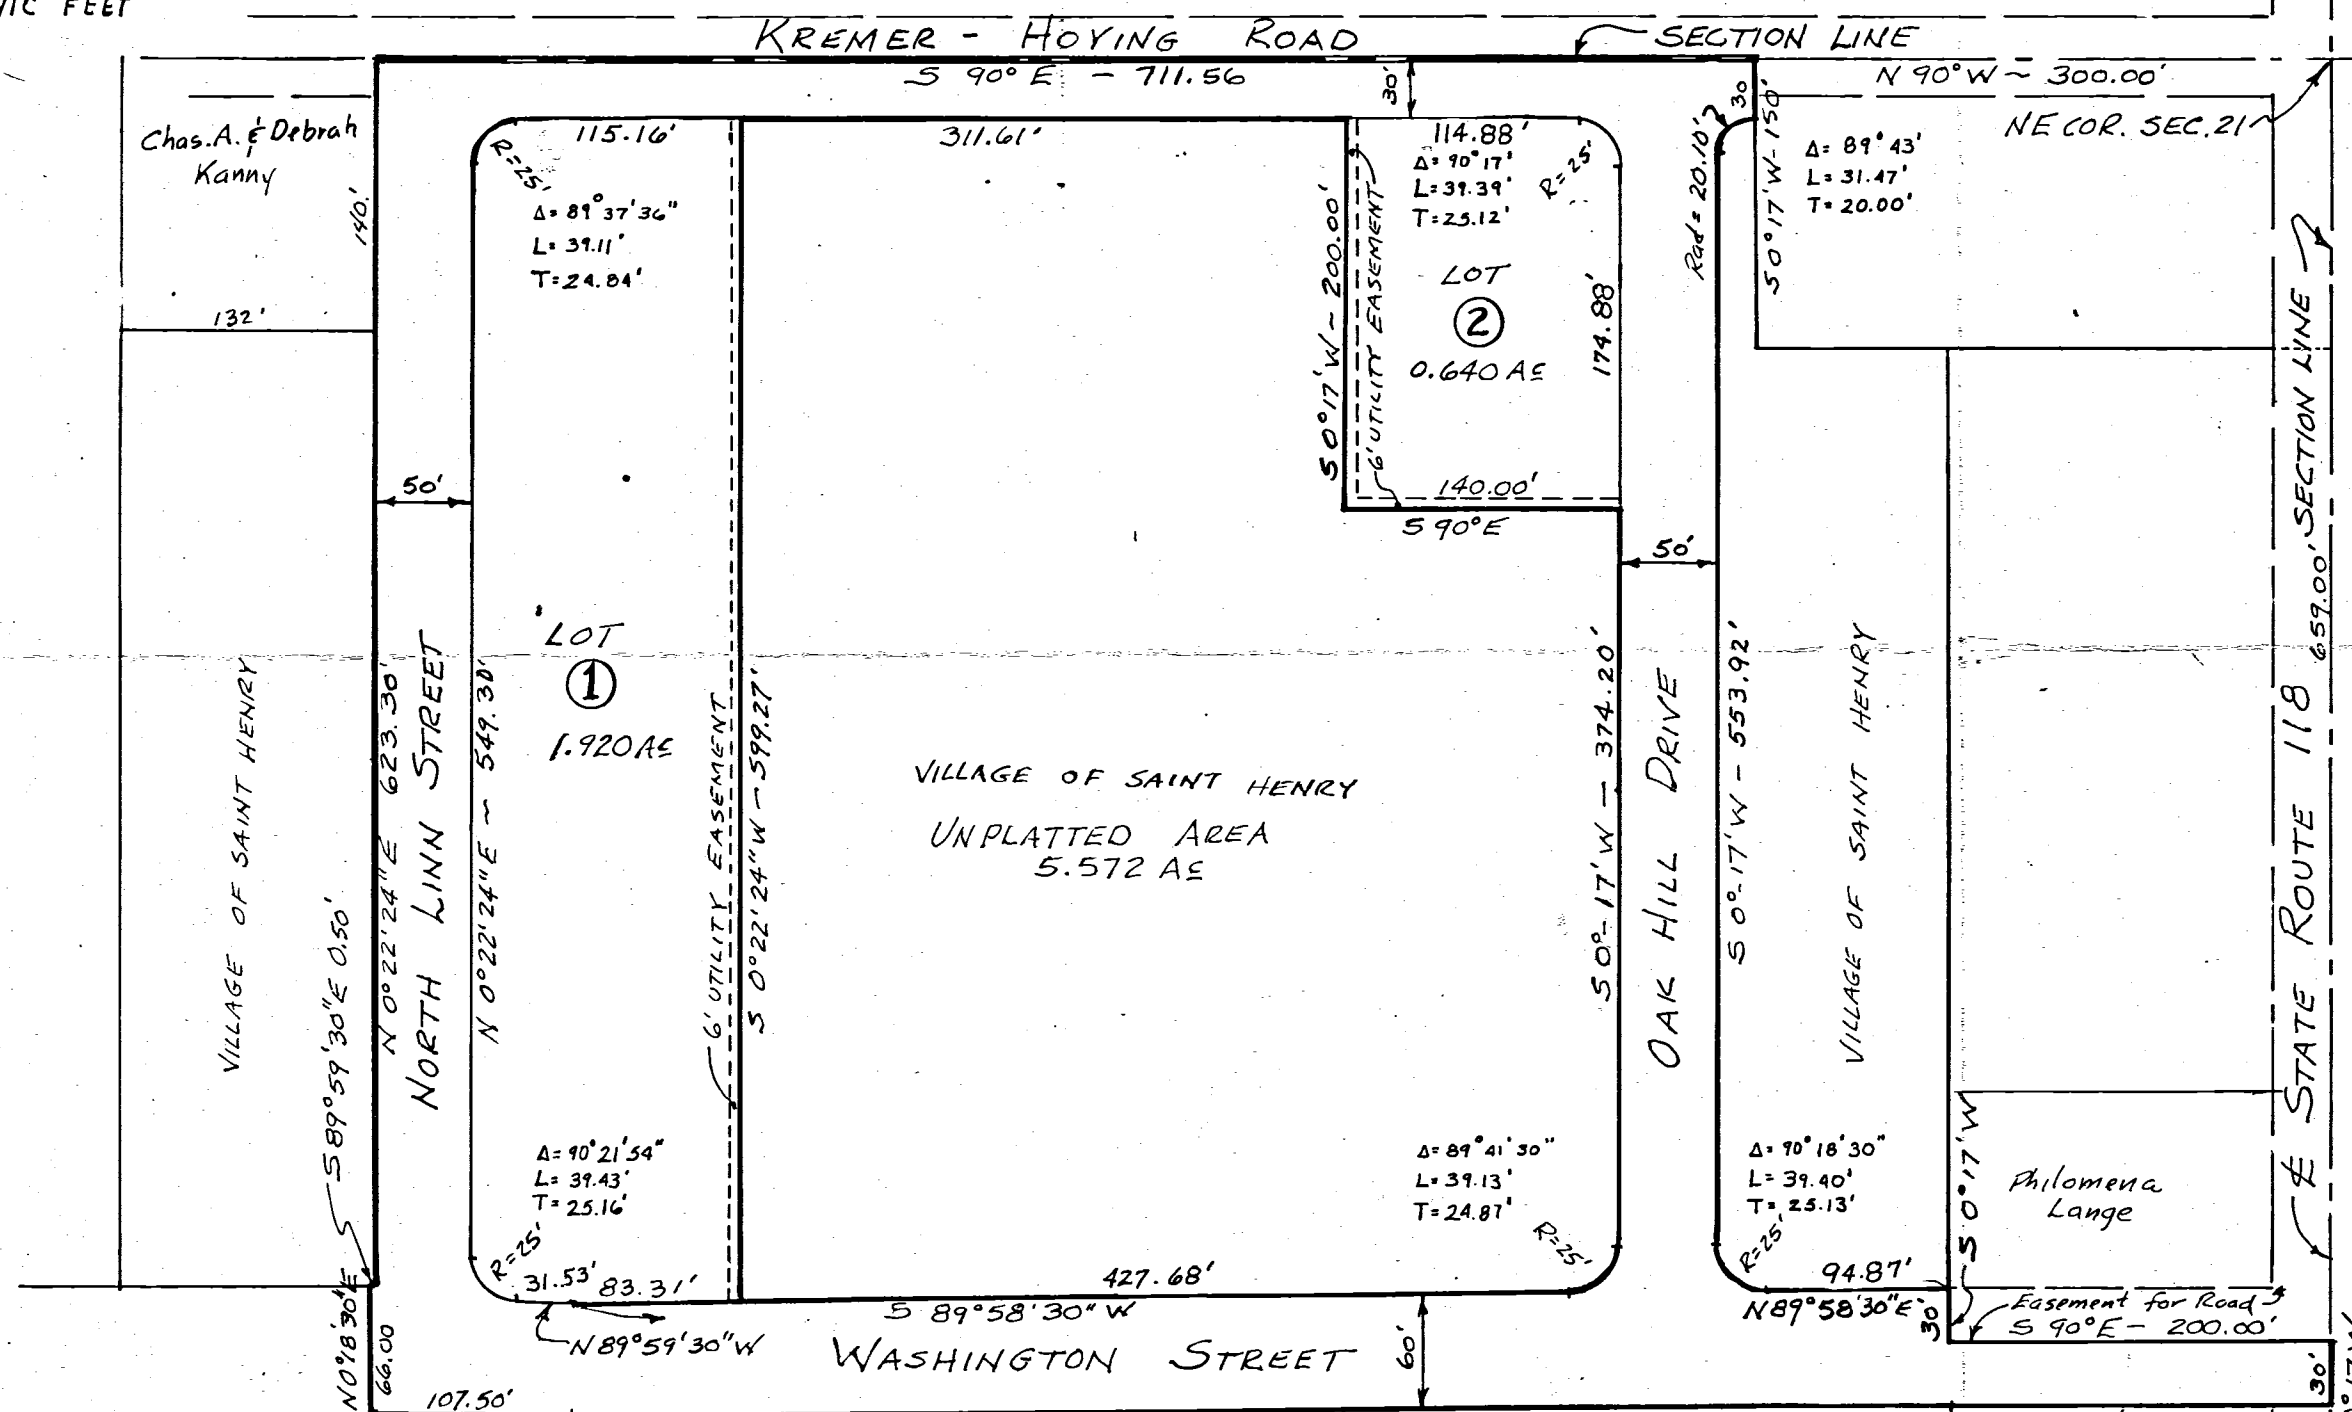 FEET
KREMER - HOYING ROAD
SECTION LINE
S 90° E - 711.56
30'
N 90° W ~ 300.00'
NE COR. SEC. 21
Chas. A. & Debrah
Kanny
140.'
132'
R=25'
115.16'
Δ= 89°37'36"
L= 39.11'
T=24.84'
311.61'
114.88'
Δ= 90°17'
L=39.39'
T=25.12'
R=25'
S 0°17'W ~ 200.00'
6' UTILITY EASEMENT
LOT
2
0.640 Ac
174.88'
140.00'
S 90° E
Rad = 20.10'
30
S 0°17'W-150'
Δ= 89°43'
L= 31.47'
T= 20.00'
50'
50'
LOT
1
1.920 Ac
VILLAGE OF SAINT HENRY
N 0°22'24"E 623.30'
NORTH LINN STREET
N 0°22'24"E ~ 549.30'
6' UTILITY EASEMENT
S 0°22'24"W - 599.27'
VILLAGE OF SAINT HENRY
UNPLATTED AREA
5.572 Ac
S 0°-17'W - 374.20'
OAK HILL DRIVE
S 0°-17'W - 553.92'
VILLAGE OF SAINT HENRY
659.00' SECTION LINE
℄ STATE ROUTE 118
S 89°59'30"E 0.50'
Δ= 90°21'54"
L= 39.43'
T= 25.16'
R=25'
Δ= 89°41'30"
L= 39.13'
T= 24.87'
R=25'
Δ= 90°18'30"
L= 39.40'
T= 25.13'
R=25'
S 0°17'W
Philomena
Lange
31.53' 83.31'
427.68'
94.87'
S 89°58'30" W
N89°58'30"E
30
Easement for Road
S 90°E - 200.00'
N 89°59'30"W
WASHINGTON STREET
60'
N0°18'30"E
66.00
107.50'
30'